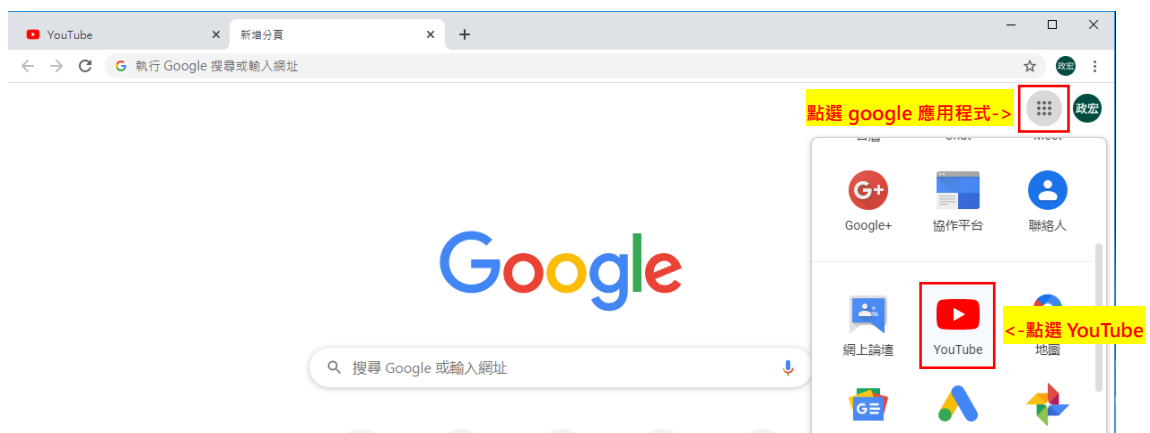 YouTube
新增分頁
執行 Google 搜尋或輸入網址
政宏
點選 google 應用程式->
政宏
Google+
協作平台
聯絡人
Google
網上論壇
YouTube
地圖
<-點選 YouTube
搜尋 Google 或輸入網址